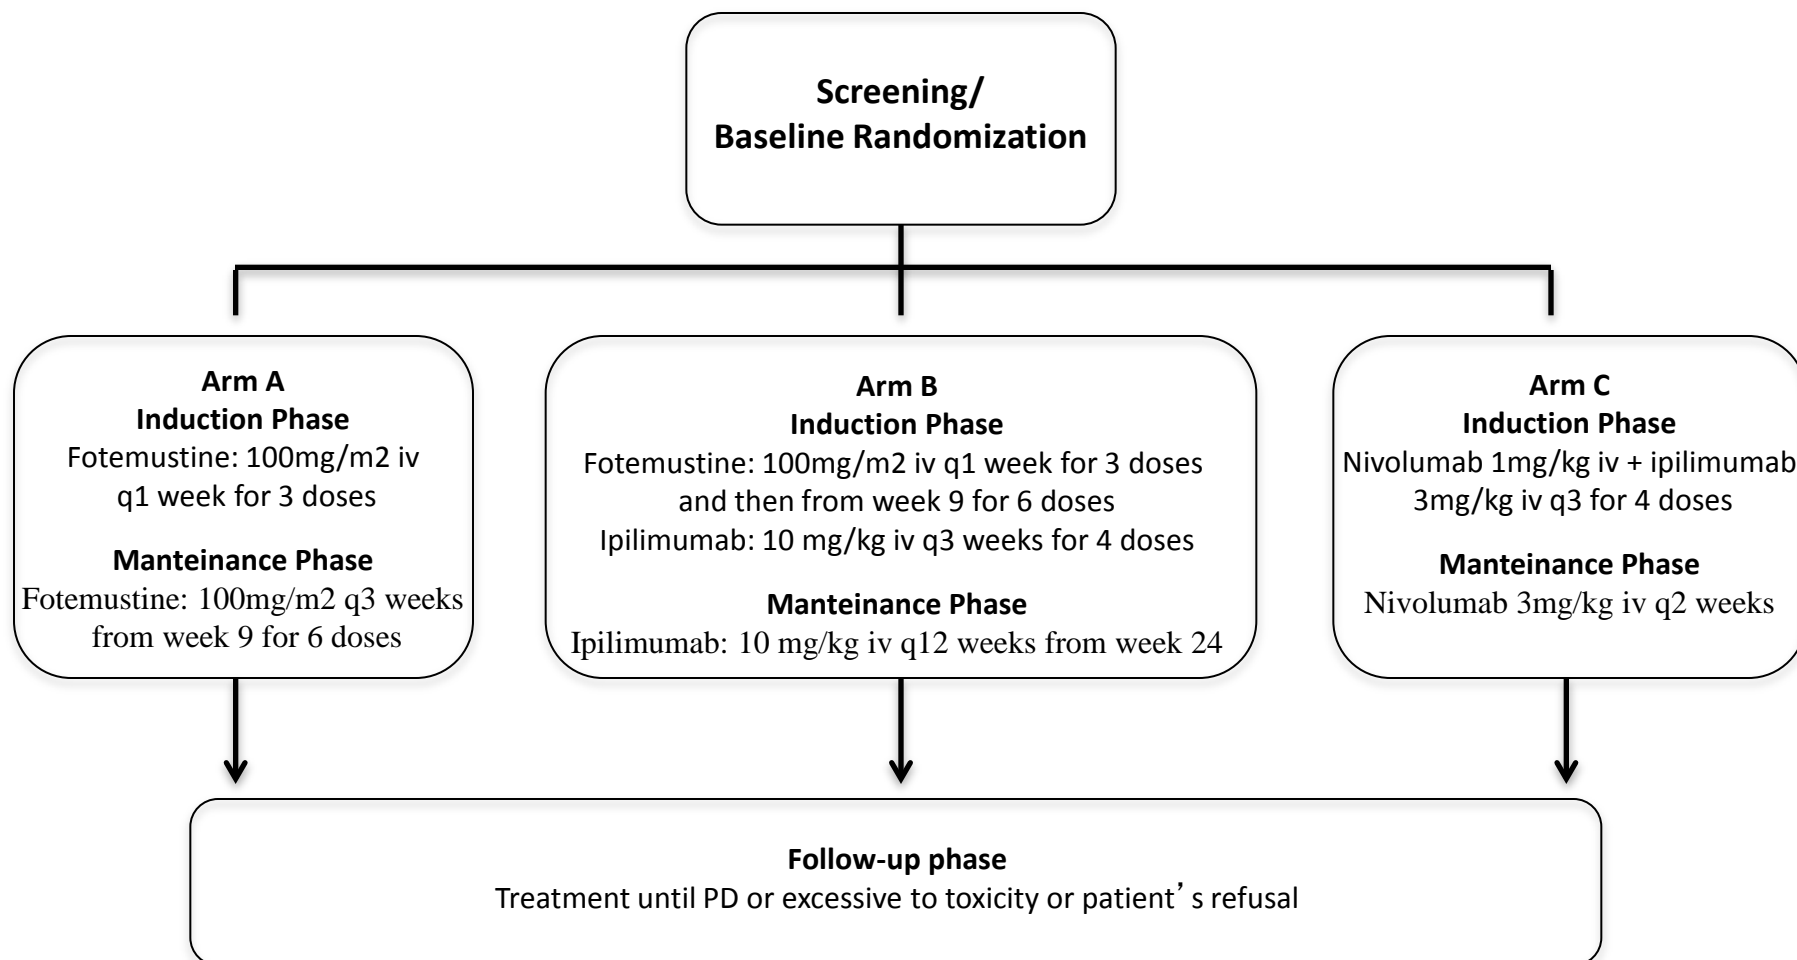 Screening/
Baseline Randomization
Arm A
Induction Phase
Fotemustine: 100mg/m2 iv
q1 week for 3 doses
Manteinance Phase
Fotemustine: 100mg/m2 q3 weeks
from week 9 for 6 doses
Arm B
Induction Phase
Fotemustine: 100mg/m2 iv q1 week for 3 doses
and then from week 9 for 6 doses
Ipilimumab: 10 mg/kg iv q3 weeks for 4 doses
Manteinance Phase
Ipilimumab: 10 mg/kg iv q12 weeks from week 24
Arm C
Induction Phase
Nivolumab 1mg/kg iv + ipilimumab
3mg/kg iv q3 for 4 doses
Manteinance Phase
Nivolumab 3mg/kg iv q2 weeks
Follow-up phase
Treatment until PD or excessive to toxicity or patient’s refusal